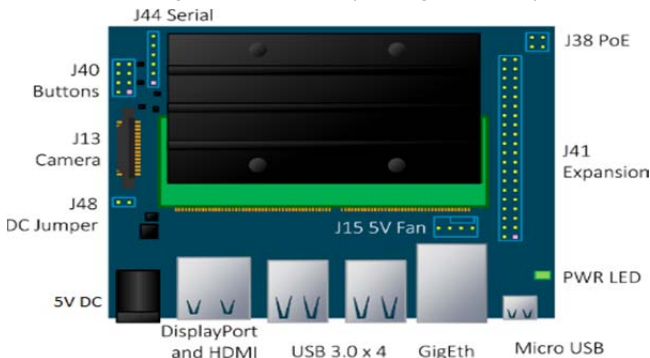 J44 Serial
J38 PoE
J40
Buttons
J13
Camera
J41
Expansion
J48
DC Jumper
J15 5V Fan
PWR LED
5V DC
DisplayPort
and HDMI
USB 3.0 x 4
GigEth
Micro USB